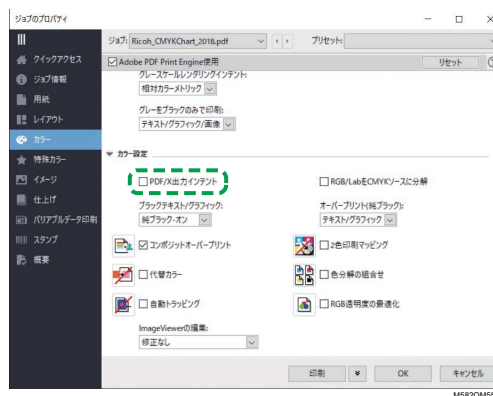 ジョブのプロパティ
ジョブ: Ricoh_CMYKChart_2018.pdf
プリセット:
クイックアクセス
ジョブ情報
用紙
レイアウト
カラー
特殊カラー
イメージ
仕上げ
バリアブルデータ印刷
スタンプ
概要
Adobe PDF Print Engine使用
リセット
グレースケールレンダリングインテント:
相対カラーメトリック
グレーをブラックのみで印刷:
テキスト/グラフィック/画像
カラー設定
PDF/X出力インテント
RGB/LabをCMYKソースに分解
ブラックテキスト/グラフィック:
オーバープリント(純ブラック):
純ブラック-オン
テキスト/グラフィック
コンポジットオーバープリント
2色印刷マッピング
代替カラー
色分解の組合せ
自動トラッピング
RGB透明度の最適化
ImageViewerの編集:
修正なし
印刷
OK
キャンセル